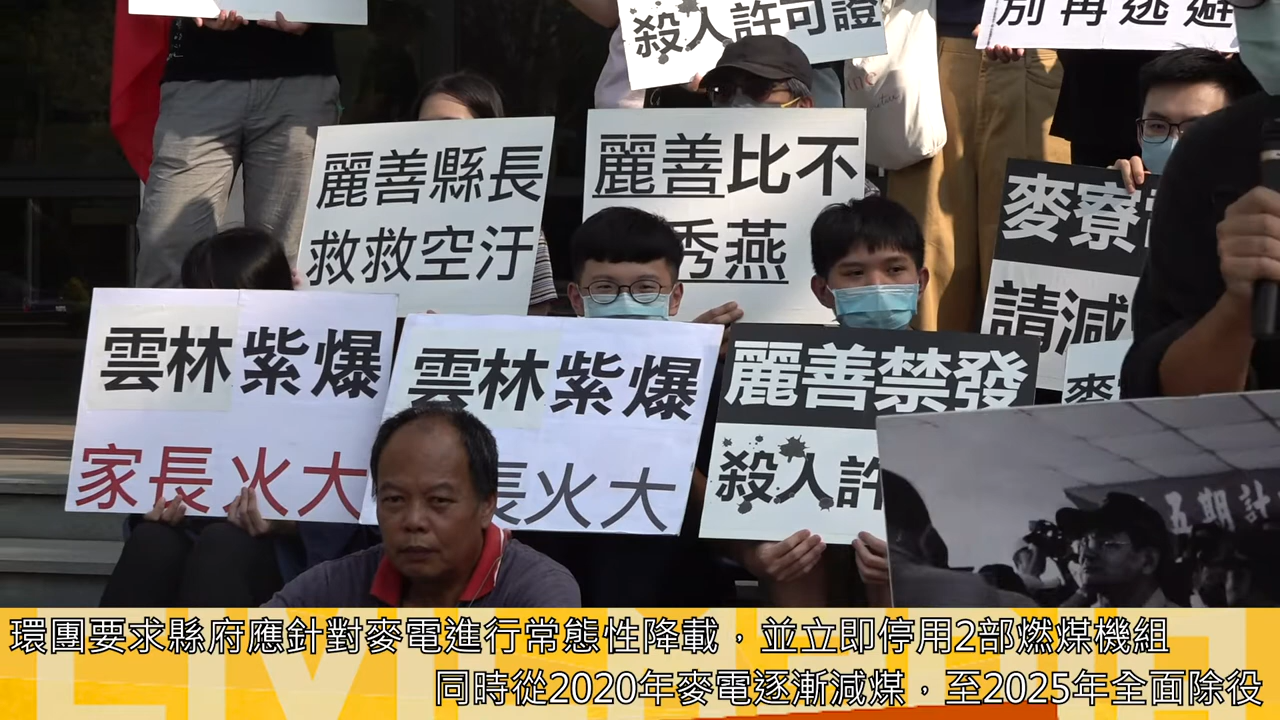 殺人許可證
別再逃避
麗善縣長
救救空汙
麗善比不
秀燕
麥寮
請減
麥
雲林紫爆
家長火大
雲林紫爆
長火大
麗善禁發
殺人許
五期計
環團要求縣府應針對麥電進行常態性降載，並立即停用2部燃煤機組
同時從2020年麥電逐漸減煤，至2025年全面除役